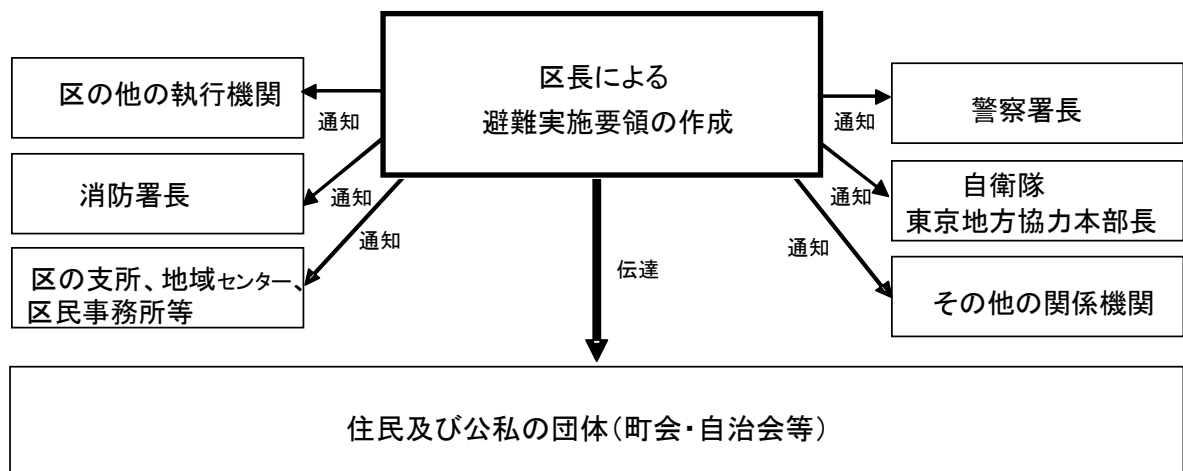 区長による
避難実施要領の作成
区の他の執行機関
通知
消防署長
通知
区の支所、地域センター、
区民事務所等
通知
警察署長
通知
自衛隊
東京地方協力本部長
通知
その他の関係機関
通知
伝達
住民及び公私の団体（町会・自治会等）